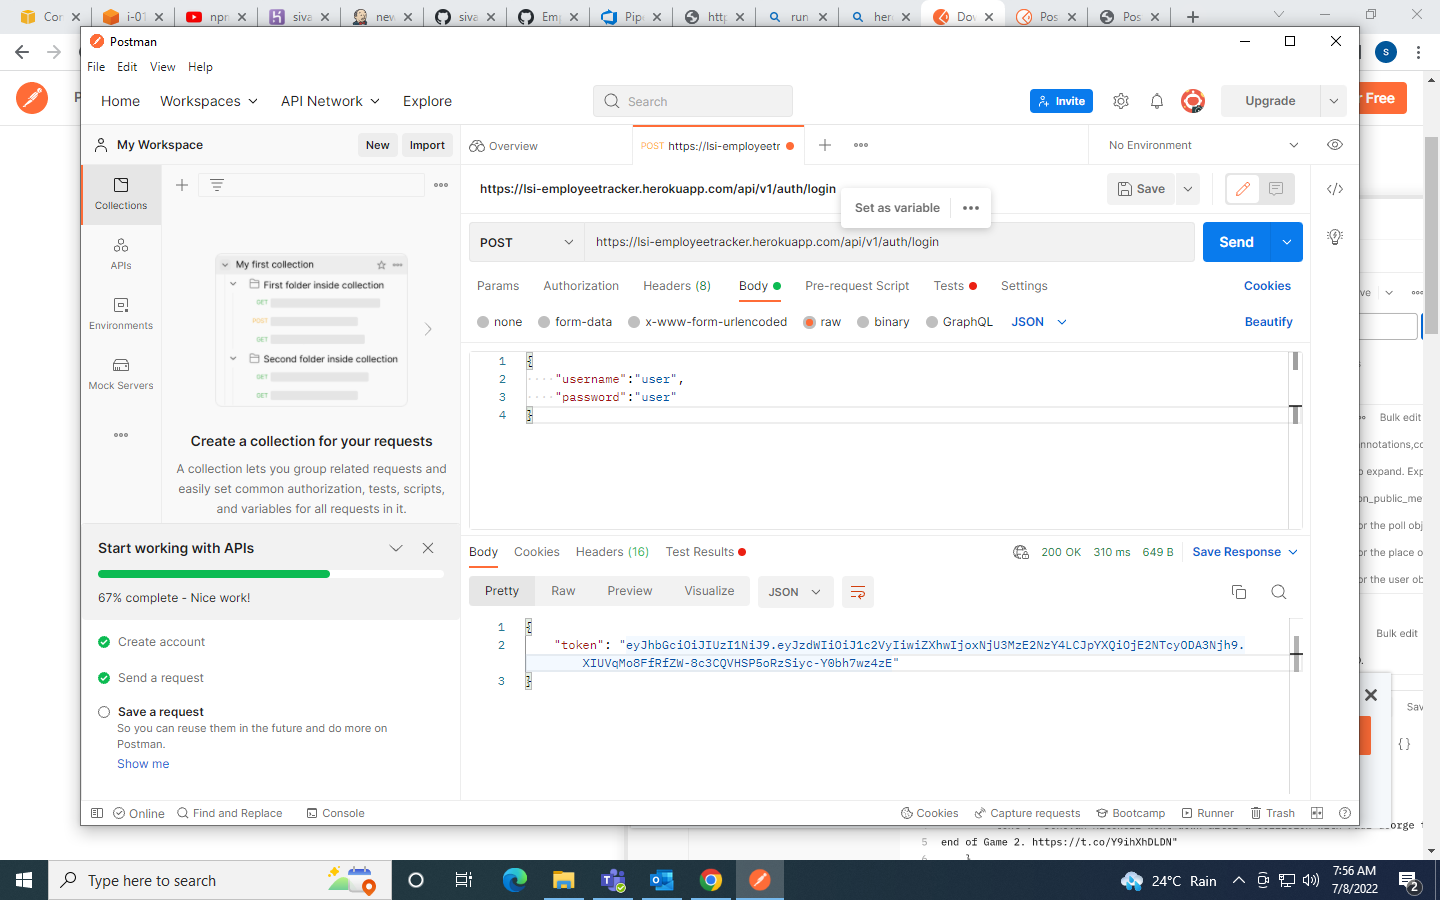 Cor
i-01
npn
siva
new
siva
Emp
Pipe
http
run
her
Dov
Pos
Pos
Postman
File Edit View Help
Home Workspaces API Network Explore
Search
Invite
Upgrade
r Free
My Workspace
New Import
Overview
POST https://lsi-employeetr
No Environment
Collections
APIs
Environments
Mock Servers
My first collection
First folder inside collection
GET
POST
GET
Second folder inside collection
GET
GET
Create a collection for your requests
A collection lets you group related requests and
easily set common authorization, tests, scripts,
and variables for all requests in it.
Start working with APIs
67% complete - Nice work!
Create account
Send a request
Save a request
So you can reuse them in the future and do more on
Postman.
Show me
https://lsi-employeetracker.herokuapp.com/api/v1/auth/login
Save
Set as variable
POST
https://lsi-employeetracker.herokuapp.com/api/v1/auth/login
Send
Params Authorization Headers (8) Body Pre-request Script Tests Settings Cookies
none form-data x-www-form-urlencoded raw binary GraphQL JSON Beautify
1 {
2 "username":"user",
3 "password":"user"
4 }
Body Cookies Headers (16) Test Results
200 OK 310 ms 649 B Save Response
Pretty Raw Preview Visualize JSON
1 {
2 "token": "eyJhbGciOiJIUzI1NiJ9.eyJzdWIiOiJ1c2VyIiwiZXhwIjoxNjU3MzE2NzY4LCJpYXQiOjE2NTcyODA3Njh9.
XIUVqMo8FfRfZW-8c3CQVHSP5oRzSiyc-Y0bh7wz4zE"
3 }
Online Find and Replace Console
Cookies Capture requests Bootcamp Runner Trash
ve
Bulk edit
nnotations,co
o expand. Exp
on_public_me
or the poll obj
or the place o
or the user ob
Bulk edit
Sav
{}
5 end of Game 2. https://t.co/Y9ihXhDLDN"
6 }
Type here to search
24°C Rain
7:56 AM
7/8/2022
2